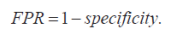 FPR = 1 – specificity.